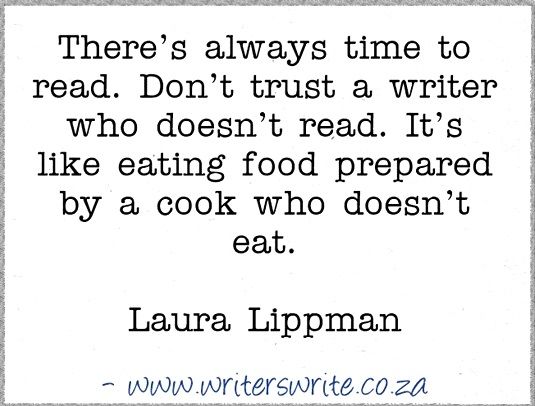 There’s always time to
read. Don’t trust a writer
who doesn’t read. It’s
like eating food prepared
by a cook who doesn’t
eat.
Laura Lippman
- www.writerswrite.co.za